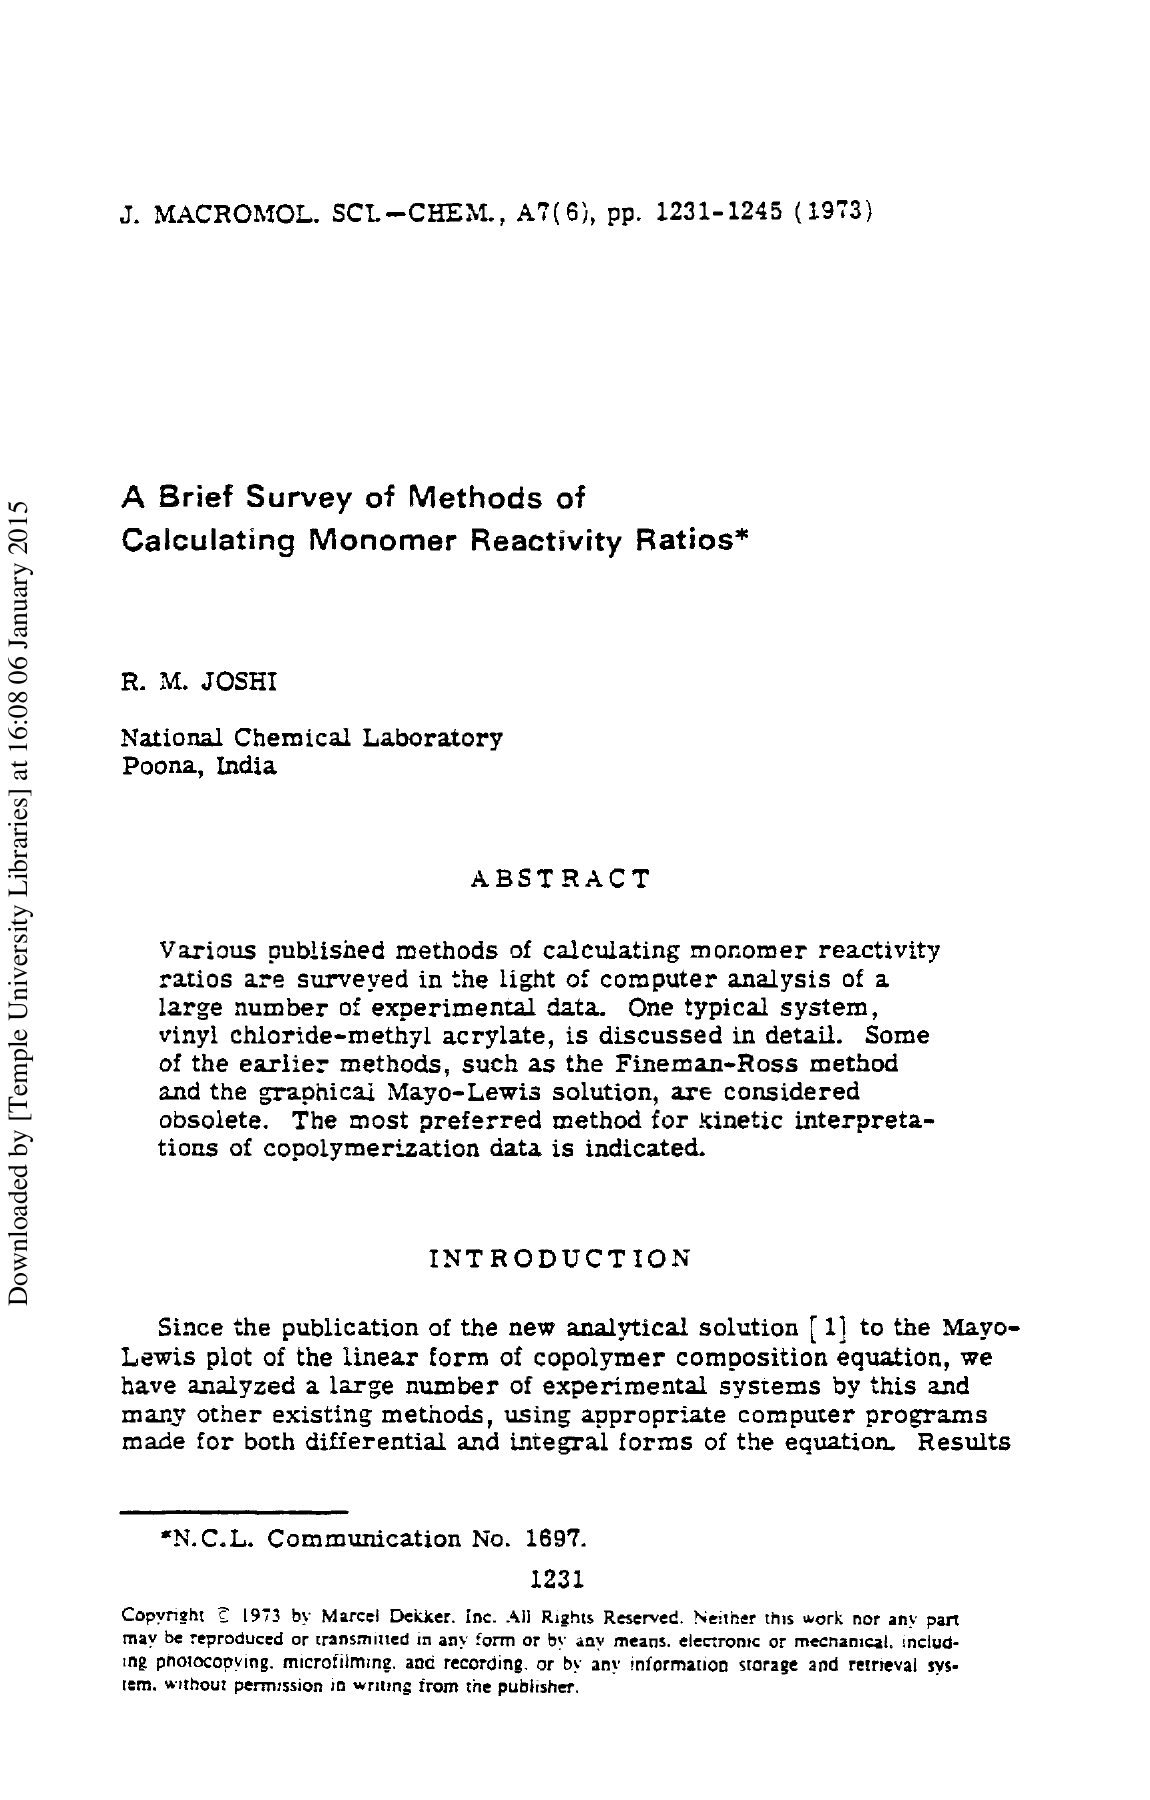 J. MACROMOL. SCI.—CHEM., A7(6), pp. 1231-1245 (1973)
A Brief Survey of Methods of
Calculating Monomer Reactivity Ratios*
R. M. JOSHI
National Chemical Laboratory
Poona, India
ABSTRACT
Various published methods of calculating monomer reactivity
ratios are surveyed in the light of computer analysis of a
large number of experimental data. One typical system,
vinyl chloride-methyl acrylate, is discussed in detail. Some
of the earlier methods, such as the Fineman-Ross method
and the graphical Mayo-Lewis solution, are considered
obsolete. The most preferred method for kinetic interpreta-
tions of copolymerization data is indicated.
INTRODUCTION
Since the publication of the new analytical solution [1] to the Mayo-
Lewis plot of the linear form of copolymer composition equation, we
have analyzed a large number of experimental systems by this and
many other existing methods, using appropriate computer programs
made for both differential and integral forms of the equation. Results
*N.C.L. Communication No. 1697.
1231
Copyright © 1973 by Marcel Dekker, Inc. All Rights Reserved. Neither this work nor any part
may be reproduced or transmitted in any form or by any means, electronic or mechanical, includ-
ing photocopying, microfilming, and recording, or by any information storage and retrieval sys-
tem, without permission in writing from the publisher.
Downloaded by [Temple University Libraries] at 16:08 06 January 2015